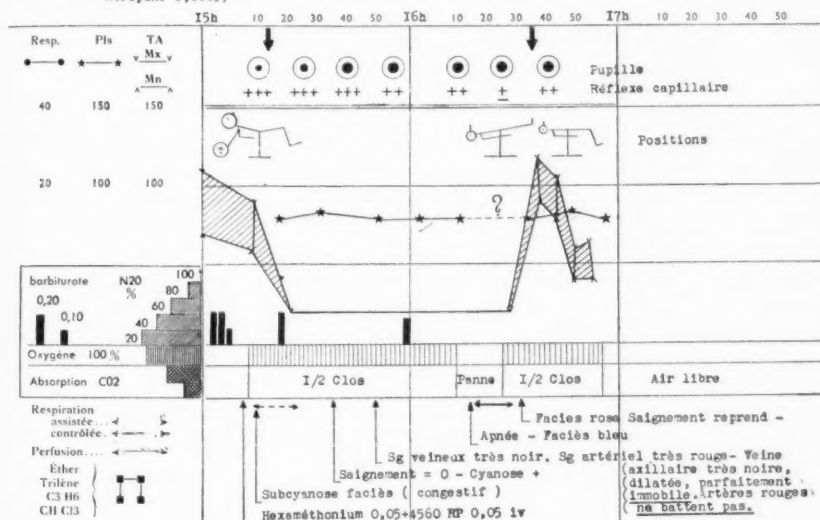 I5h 10 20 30 40 50 I6h 10 20 30 40 50 I7h 10 20 30 40 50
Resp. Pls TA
Mx
Mn
40 150 150
20 100 100
Pupille
+++ +++ +++ ++ ++ + ++ Réflexe capillaire
Positions
?
barbiturate N20 100
% 80
0,20 60
0,10 40
20
Oxygène 100 %
Absorption CO2
I/2 Clos Panne I/2 Clos Air libre
Respiration
assistée
contrôlée
Perfusion....
Éther
Trilène
C3 H6
CH Cl3
Facies rose Saignement reprend -
Apnée - Faciès bleu
Sg veineux très noir. Sg artériel très rouge- Veine
(axillaire très noire,
Saignement = 0 - Cyanose +
(dilatée, parfaitement
Subcyanose faciès ( congestif )
(immobile. Artères rouges
Hexaméthonium 0,05+4560 RP 0,05 iv
( ne battent pas.